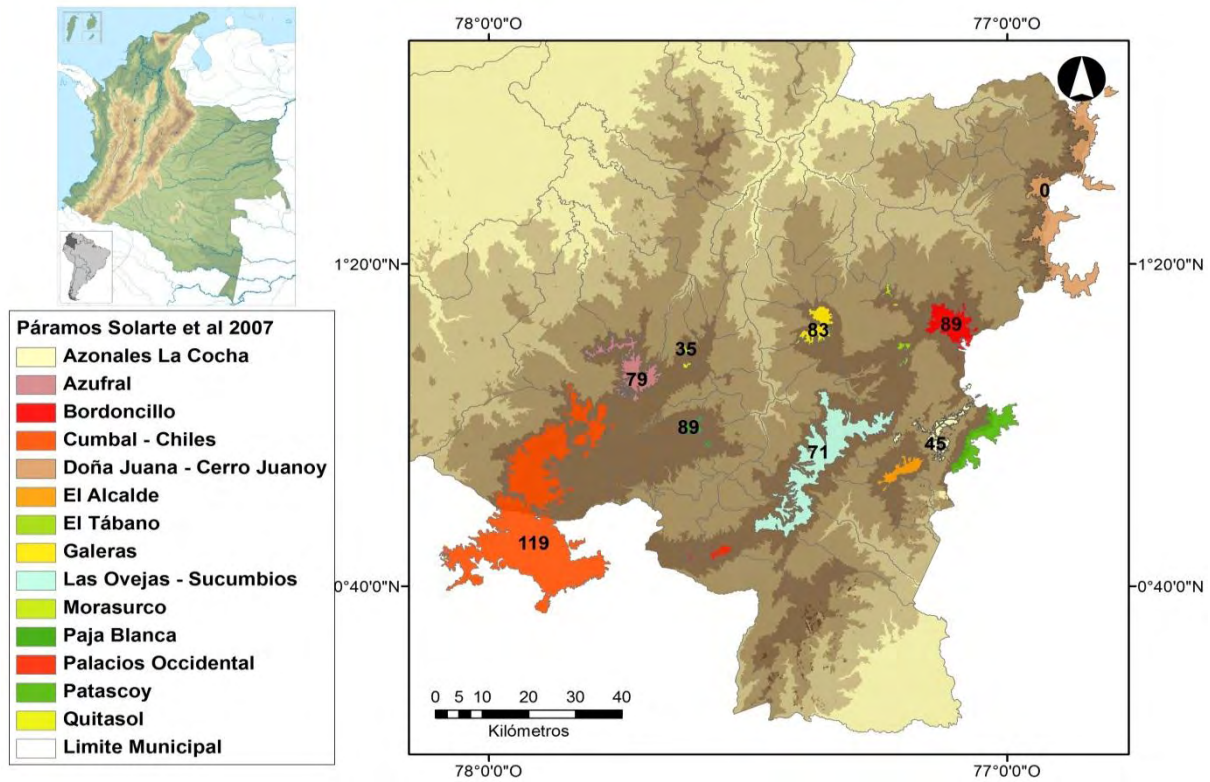 78°0'0"O
77°0'0"O
1°20'0"N
1°20'0"N
0°40'0"N
0°40'0"N
78°0'0"O
77°0'0"O
0
83
89
35
79
89
45
71
119
0 5 10 20 30 40
Kilómetros
Páramos Solarte et al 2007
Azonales La Cocha
Azufral
Bordoncillo
Cumbal - Chiles
Doña Juana - Cerro Juanoy
El Alcalde
El Tábano
Galeras
Las Ovejas - Sucumbios
Morasurco
Paja Blanca
Palacios Occidental
Patascoy
Quitasol
Limite Municipal